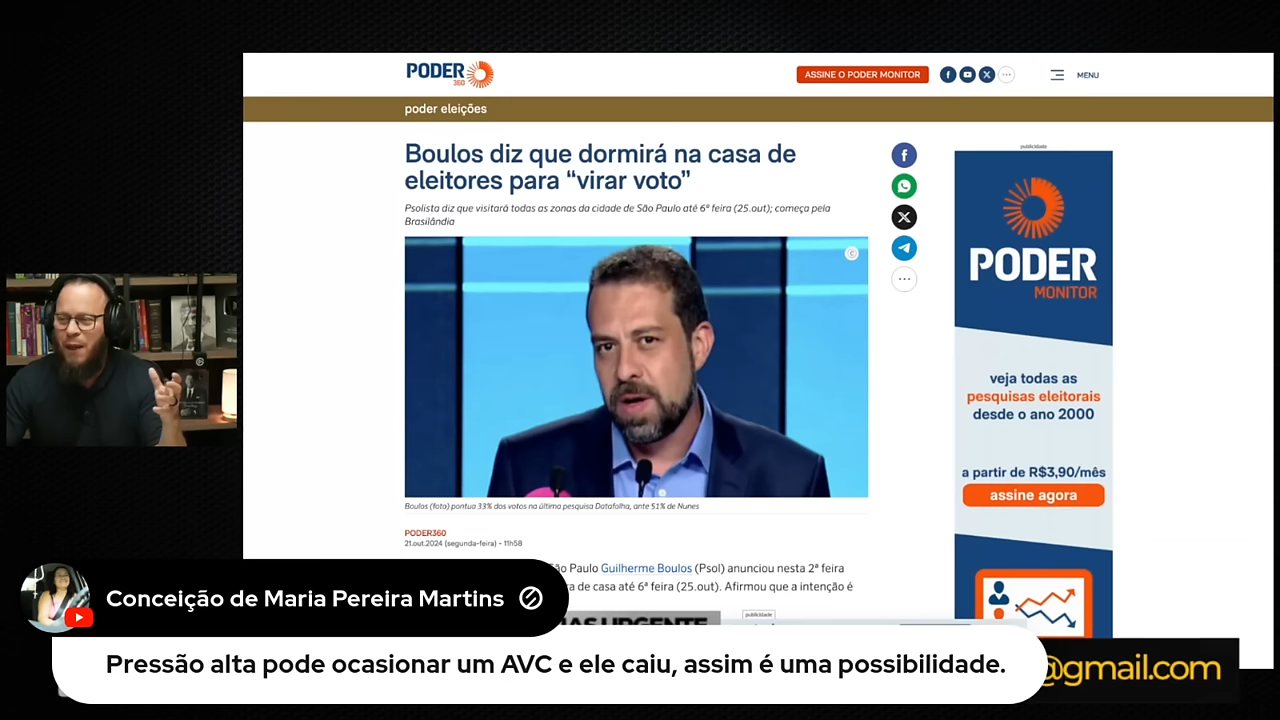 PODER
360
ASSINE O PODER MONITOR
MENU
poder eleições
Boulos diz que dormirá na casa de
eleitores para “virar voto”
Psolista diz que visitará todas as zonas da cidade de São Paulo até 6ª feira (25.out); começa pela
Brasilândia
Boulos (foto) pontua 33% dos votos na última pesquisa Datafolha, ante 51% de Nunes
PODER360
21.out.2024 (segunda-feira) - 11h58
São Paulo Guilherme Boulos (Psol) anunciou nesta 2ª feira
de casa até 6ª feira (25.out). Afirmou que a intenção é
publicidade
publicidade
PODER
MONITOR
veja todas as
pesquisas eleitorais
desde o ano 2000
a partir de R$3,90/mês
assine agora
URGENTE
Conceição de Maria Pereira Martins
Pressão alta pode ocasionar um AVC e ele caiu, assim é uma possibilidade.
@gmail.com